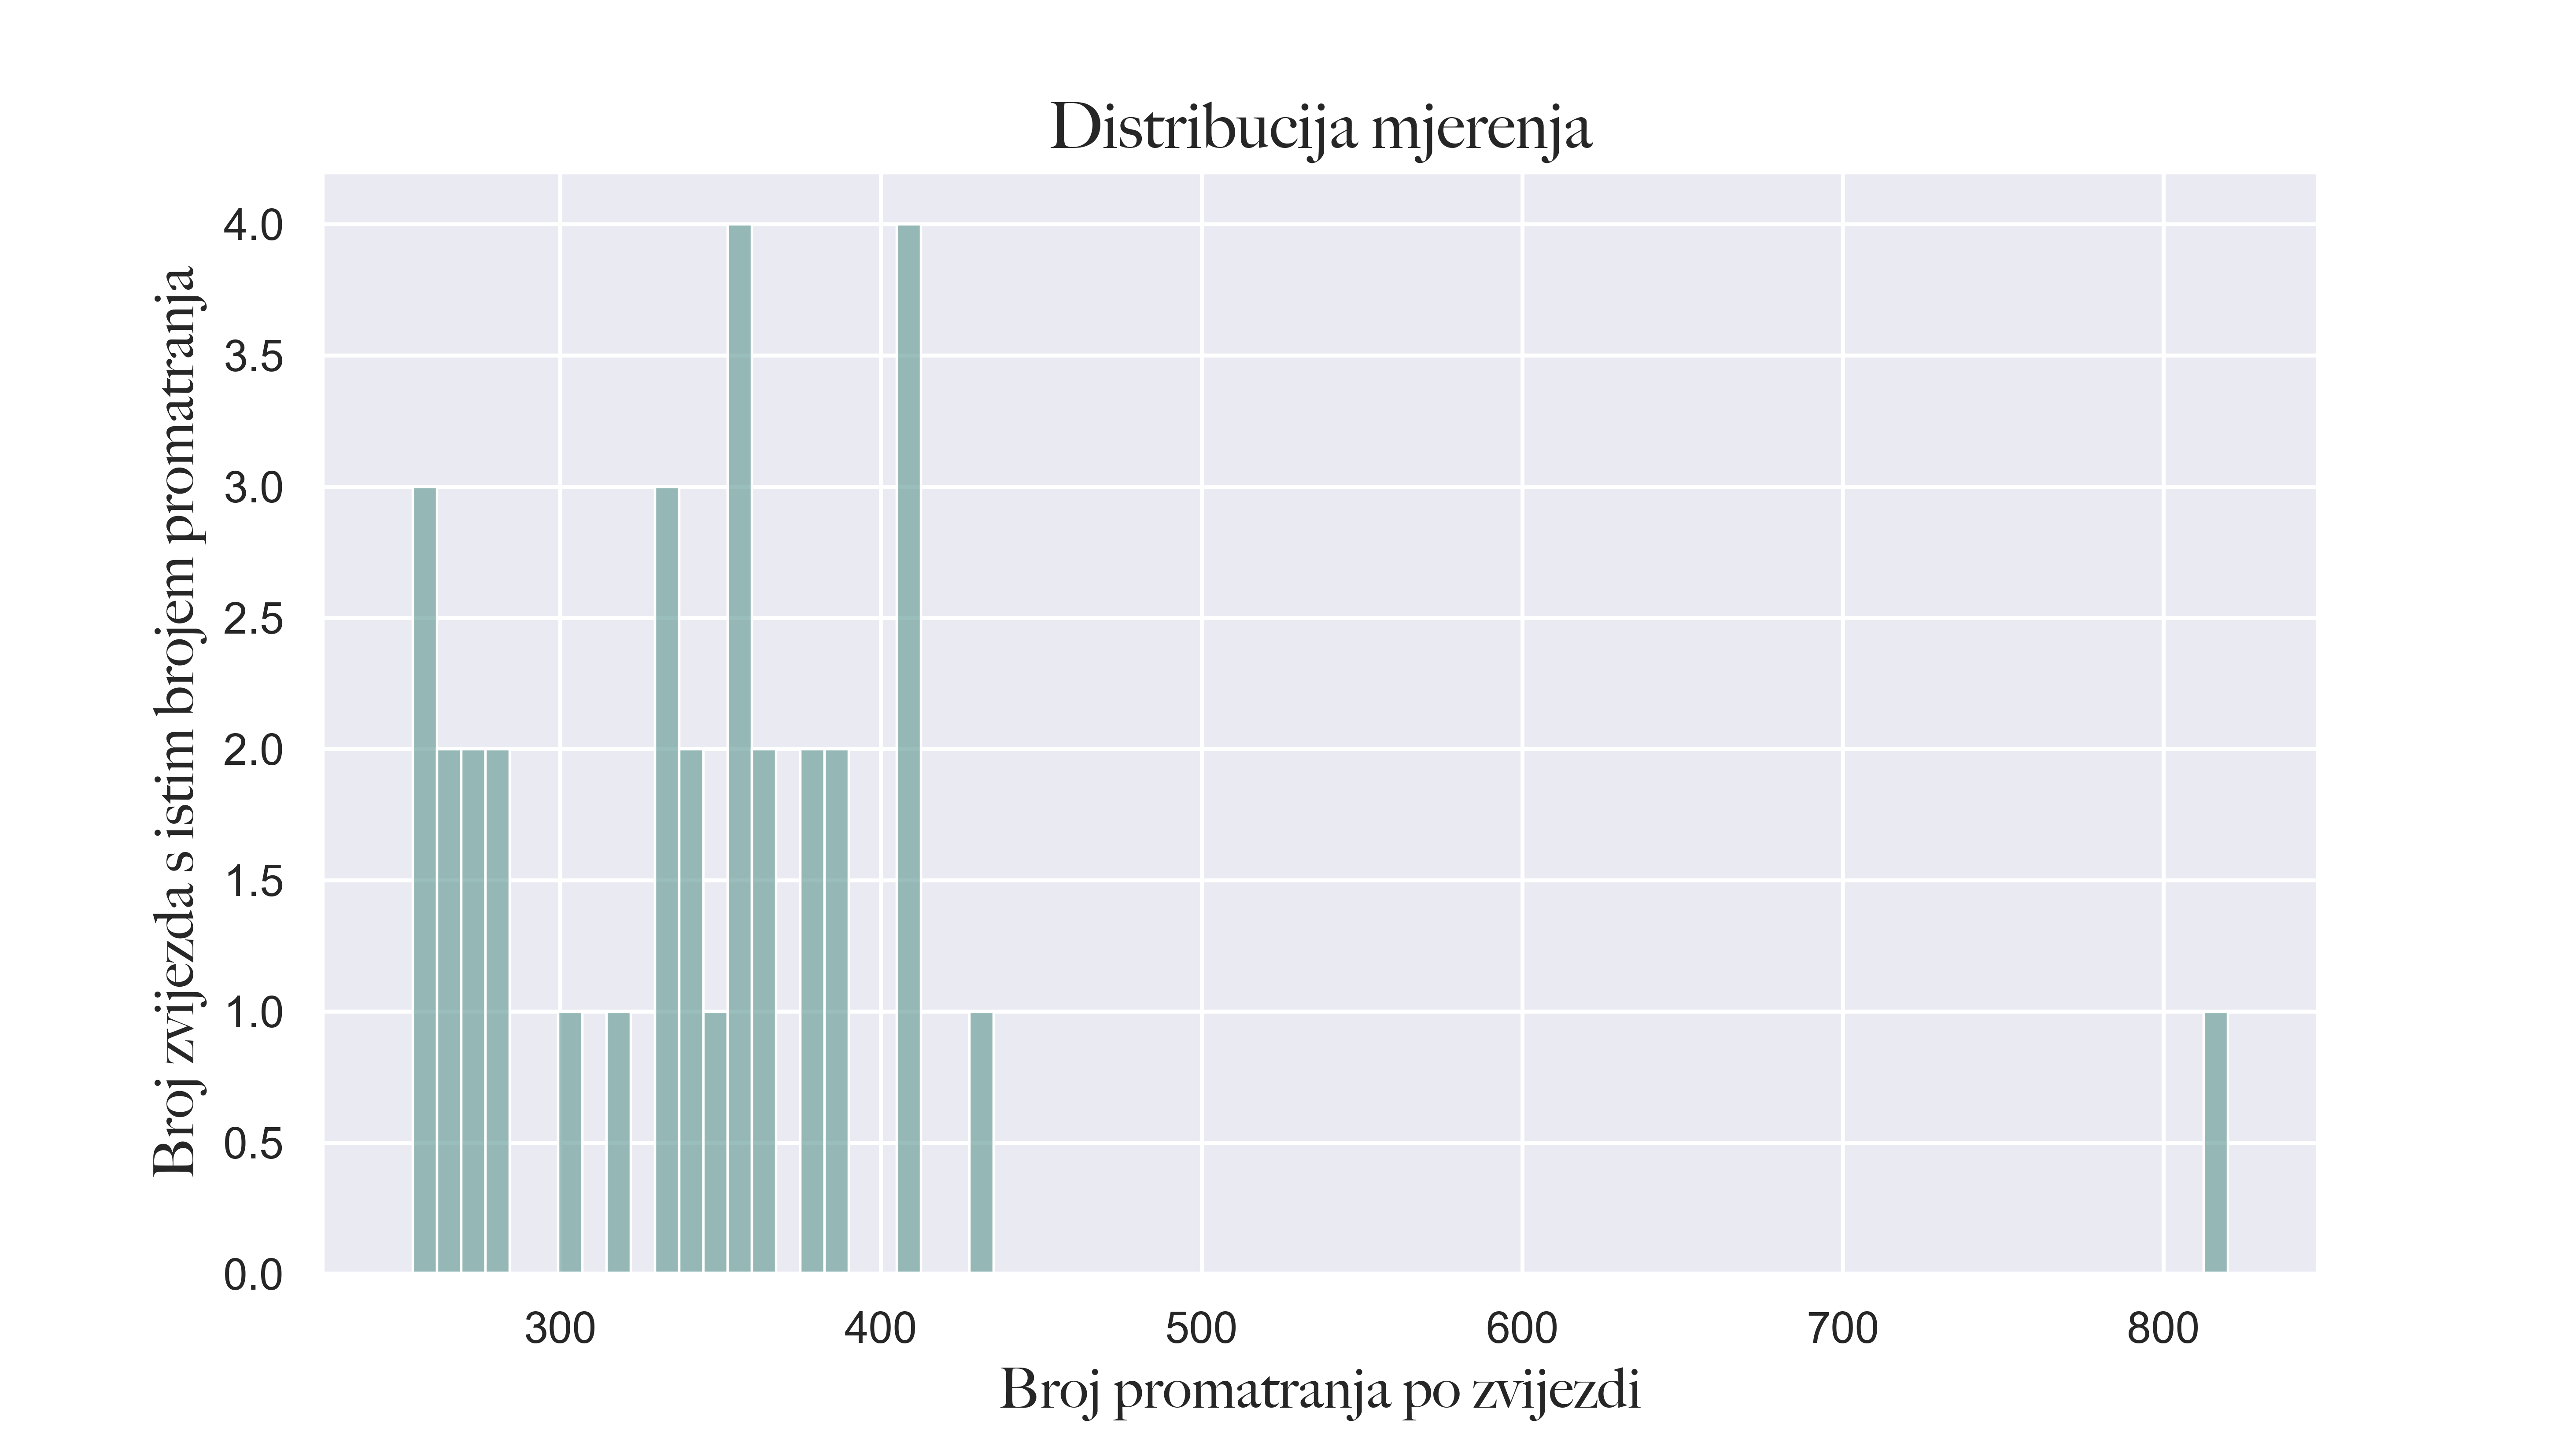 Distribucija mjerenja
Broj zvijezda s istim brojem promatranja
4.0
3.5
3.0
2.5
2.0
1.5
1.0
0.5
0.0
300 400 500 600 700 800
Broj promatranja po zvijezdi